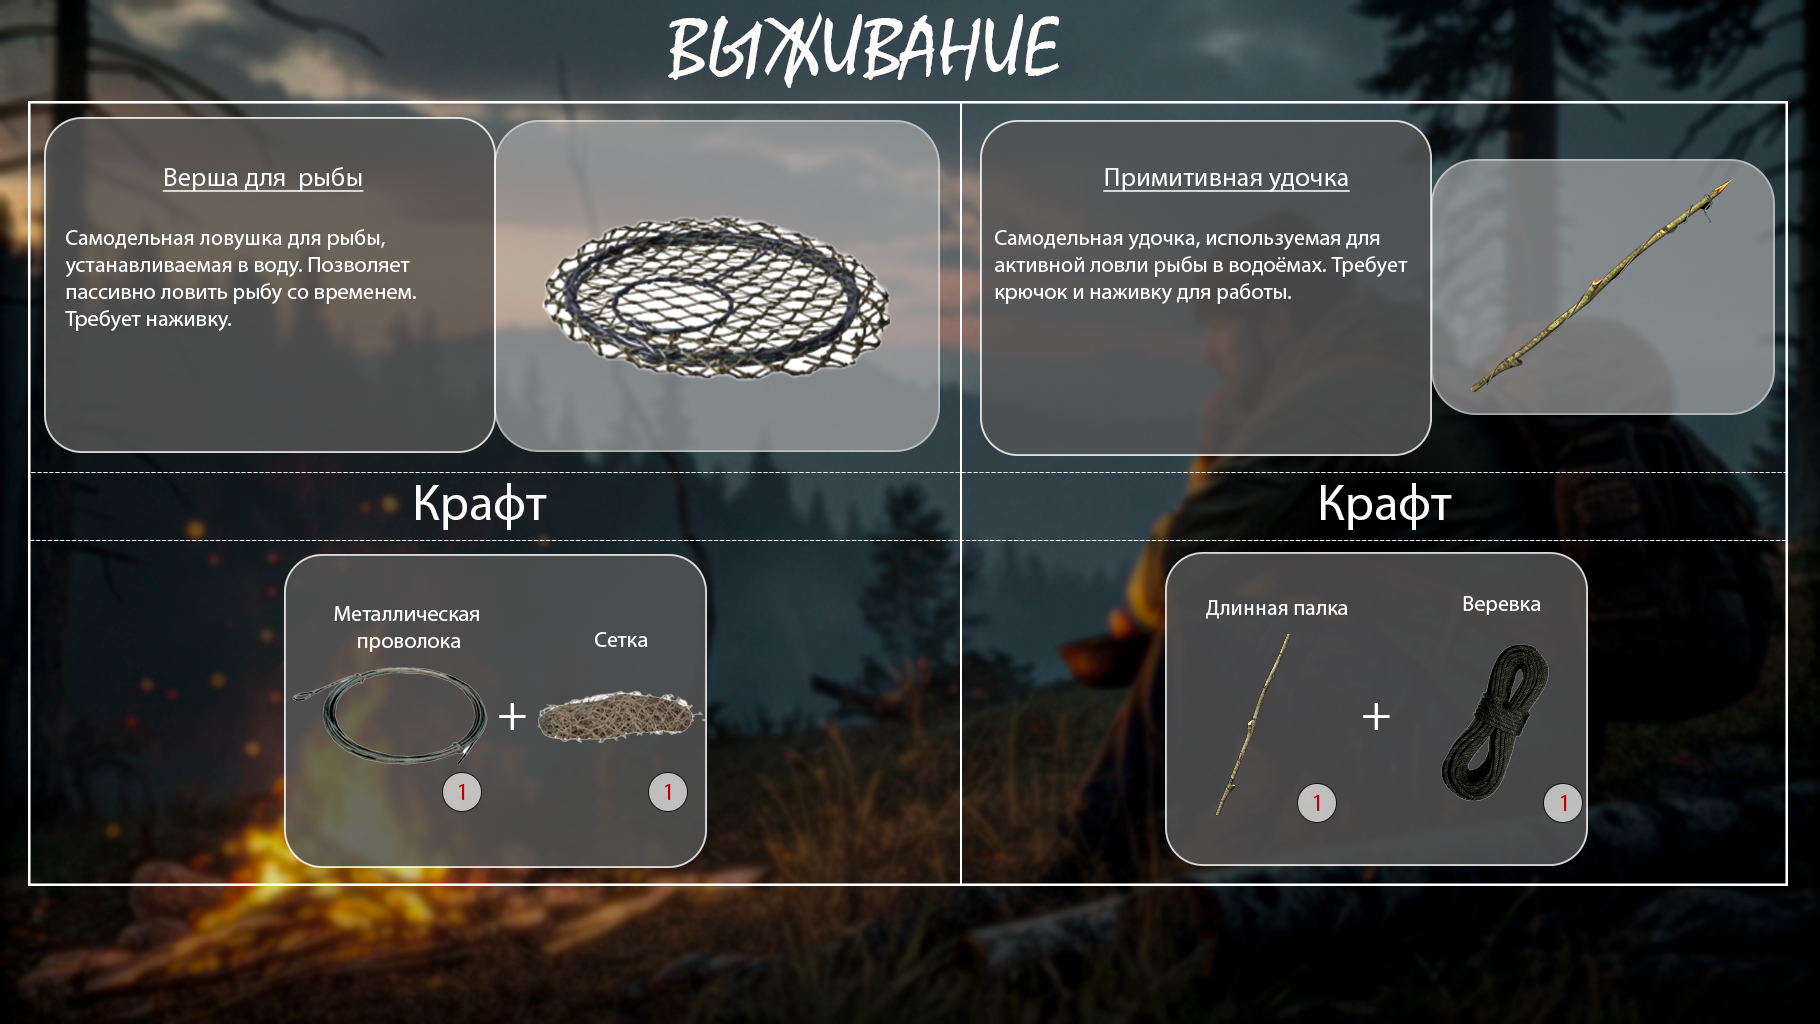 ВЫЖИВАНИЕ
Верша для рыбы
Самодельная ловушка для рыбы,
устанавливаемая в воду. Позволяет
пассивно ловить рыбу со временем.
Требует наживку.
Примитивная удочка
Самодельная удочка, используемая для
активной ловли рыбы в водоёмах. Требует
крючок и наживку для работы.
Крафт
Крафт
Металлическая
проволока
+
Сетка
1
1
Длинная палка
+
Веревка
1
1